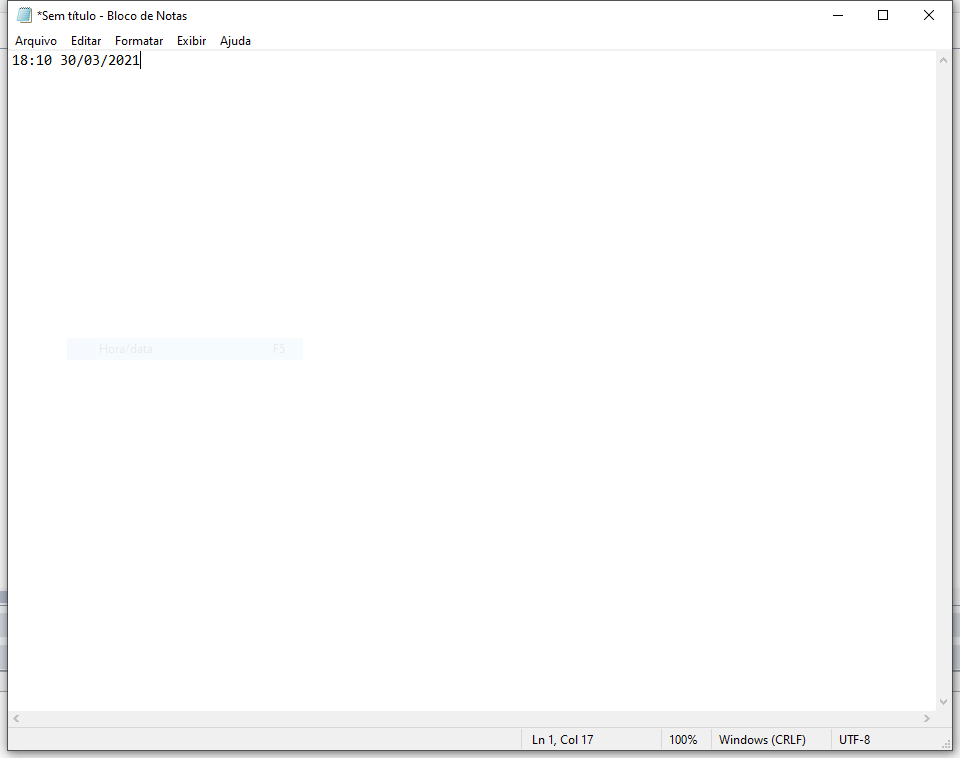 *Sem título - Bloco de Notas
Arquivo Editar Formatar Exibir Ajuda
18:10 30/03/2021
Hora/data F5
Ln 1, Col 17 100% Windows (CRLF) UTF-8